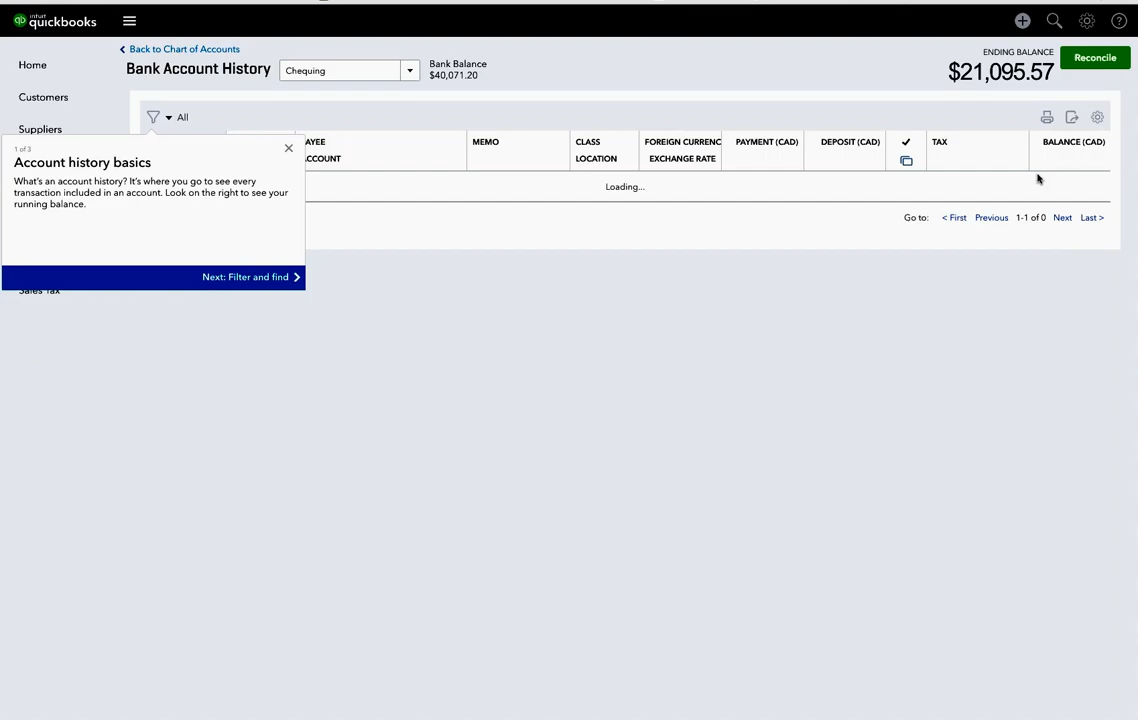 qb intuit quickbooks
Back to Chart of Accounts
Bank Account History
Chequing
Bank Balance
$40,071.20
ENDING BALANCE
$21,095.57
Reconcile
Home
Customers
Suppliers
All
1 of 3
Account history basics
What's an account history? It's where you go to see every
transaction included in an account. Look on the right to see your
running balance.
Next: Filter and find
Sales Tax
AYEE
CCOUNT
MEMO
CLASS
LOCATION
FOREIGN CURRENC
EXCHANGE RATE
PAYMENT (CAD)
DEPOSIT (CAD)
TAX
BALANCE (CAD)
Loading...
Go to: < First Previous 1-1 of 0 Next Last >